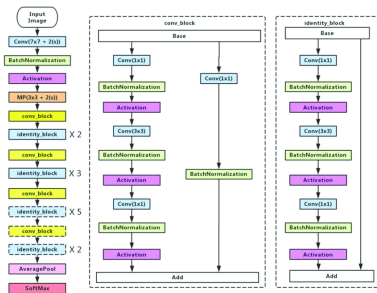 Input
Image
Conv(7x7 + 2(s))
BatchNormalization
Activation
MP(3x3 + 2(s))
conv_block
identity_block X 2
conv_block
identity_block X 3
conv_block
identity_block X 5
conv_block
identity_block X 2
AveragePool
SoftMax
conv_block
Base
Conv(1x1)
BatchNormalization
Activation
Conv(3x3)
BatchNormalization
Activation
Conv(1x1)
BatchNormalization
Activation
Conv(1x1)
BatchNormalization
Add
identity_block
Base
Conv(1x1)
BatchNormalization
Activation
Conv(3x3)
BatchNormalization
Activation
Conv(1x1)
BatchNormalization
Activation
Add